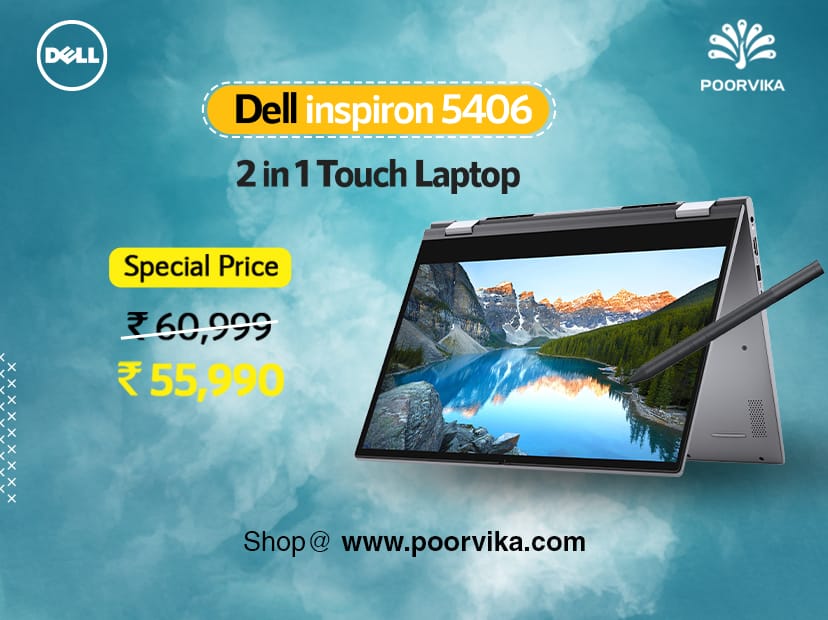 DELL
POORVIKA
Dell inspiron 5406
2 in 1 Touch Laptop
Special Price
₹ 60,999
₹ 55,990
Shop@ www.poorvika.com